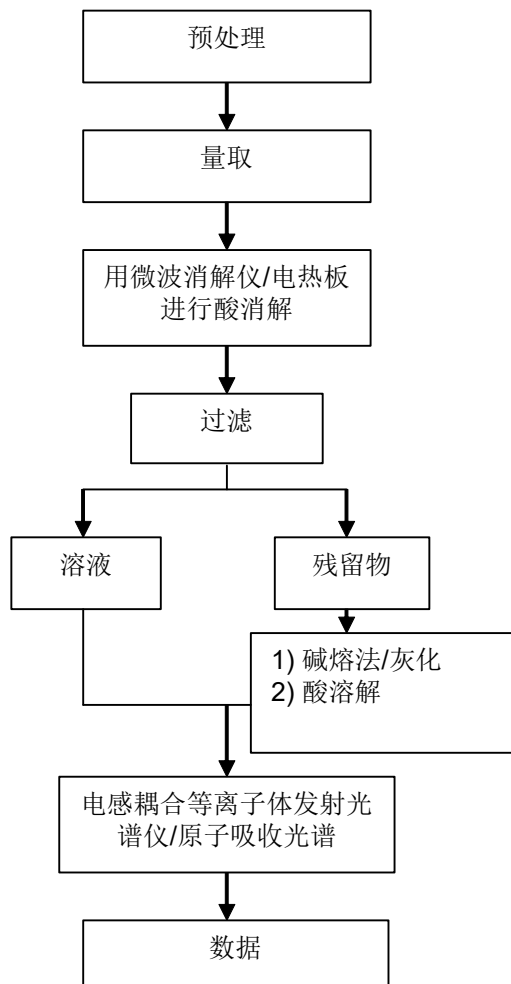 预处理
量取
用微波消解仪/电热板
进行酸消解
过滤
溶液
残留物
1) 碱熔法/灰化
2) 酸溶解
电感耦合等离子体发射光
谱仪/原子吸收光谱
数据